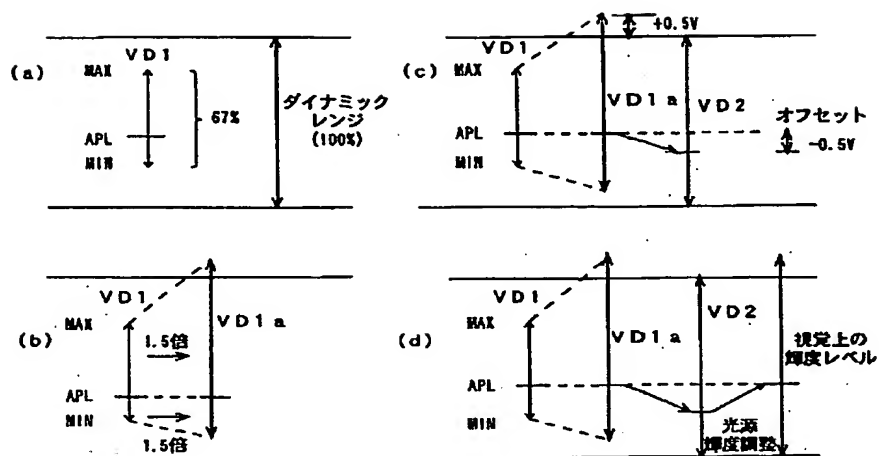 (a)
VD1
MAX
APL
MIN
67%
ダイナミック
レンジ
(100%)
(b)
VD1
VD1a
MAX
1.5倍
APL
MIN
1.5倍
(c)
+0.5V
VD1
MAX
VD1a
VD2
APL
MIN
オフセット
-0.5V
(d)
VD1
MAX
VD1a
VD2
APL
MIN
視覚上の
輝度レベル
光源
輝度調整